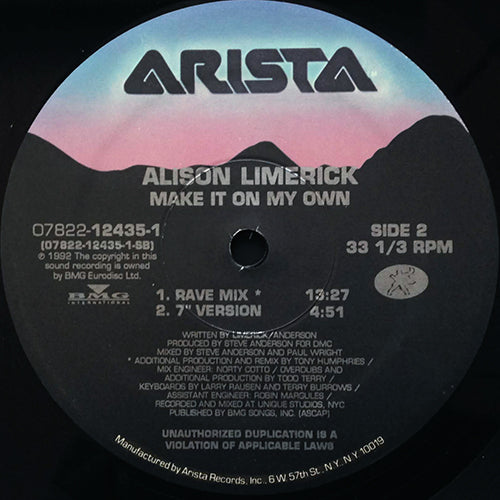 ARISTA
ALISON LIMERICK
MAKE IT ON MY OWN
07822-12435-1
(07822-12435-1-SB)
℗ 1992 The copyright in this
sound recording is owned
by BMG Eurodisc Ltd.
BMG
International
SIDE 2
33 1/3 RPM
1. RAVE MIX * 13:27
2. 7" VERSION 4:51
WRITTEN BY LIMERICK/ANDERSON
PRODUCED BY STEVE ANDERSON FOR DMC
MIXED BY STEVE ANDERSON AND PAUL WRIGHT
* ADDITIONAL PRODUCTION AND REMIX BY TONY HUMPHRIES /
MIX ENGINEER: NORTY COTTO / OVERDUBS AND
ADDITIONAL PRODUCTION BY TODD TERRY /
KEYBOARDS BY LARRY RAUSEN AND TERRY BURROWS /
ASSISTANT ENGINEER: ROBIN MARGULES /
RECORDED AND MIXED AT UNIQUE STUDIOS, NYC
PUBLISHED BY BMG SONGS, INC. (ASCAP)
UNAUTHORIZED DUPLICATION IS A
VIOLATION OF APPLICABLE LAWS
Manufactured by Arista Records, Inc., 6 W 57th St., N.Y., N.Y 10019